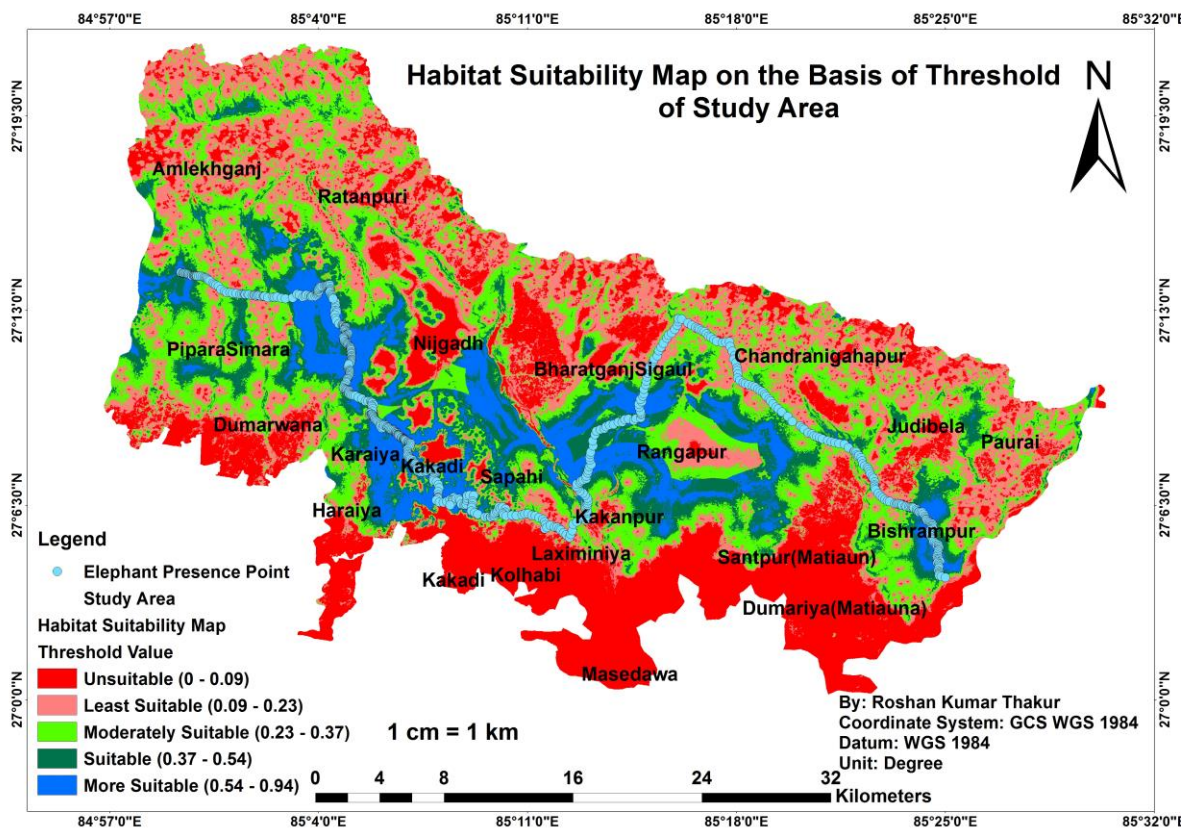 84°57'0"E 85°4'0"E 85°11'0"E 85°18'0"E 85°25'0"E 85°32'0"E
Habitat Suitability Map on the Basis of Threshold
of Study Area
N
27°19'30"N 27°19'30"N
Amlekhganj
Ratanpuri
27°13'0"N 27°13'0"N
PiparaSimara
Nijgadh
BharatganjSigaul
Chandranigahapur
Dumarwana
Judibela
Paurai
Karaiya
Kakadi
Sapahi
Rangapur
27°6'30"N 27°6'30"N
Haraiya
Kakanpur
Bishrampur
Laximiniya
Santpur(Matiaun)
Kakadi
Kolhabi
Dumariya(Matiauna)
Masedawa
27°0'0"N 27°0'0"N
Legend
Elephant Presence Point
Study Area
Habitat Suitability Map
Threshold Value
Unsuitable (0 - 0.09)
Least Suitable (0.09 - 0.23)
Moderately Suitable (0.23 - 0.37)
Suitable (0.37 - 0.54)
More Suitable (0.54 - 0.94)
1 cm = 1 km
0 4 8 16 24 32
Kilometers
By: Roshan Kumar Thakur
Coordinate System: GCS WGS 1984
Datum: WGS 1984
Unit: Degree
84°57'0"E 85°4'0"E 85°11'0"E 85°18'0"E 85°25'0"E 85°32'0"E